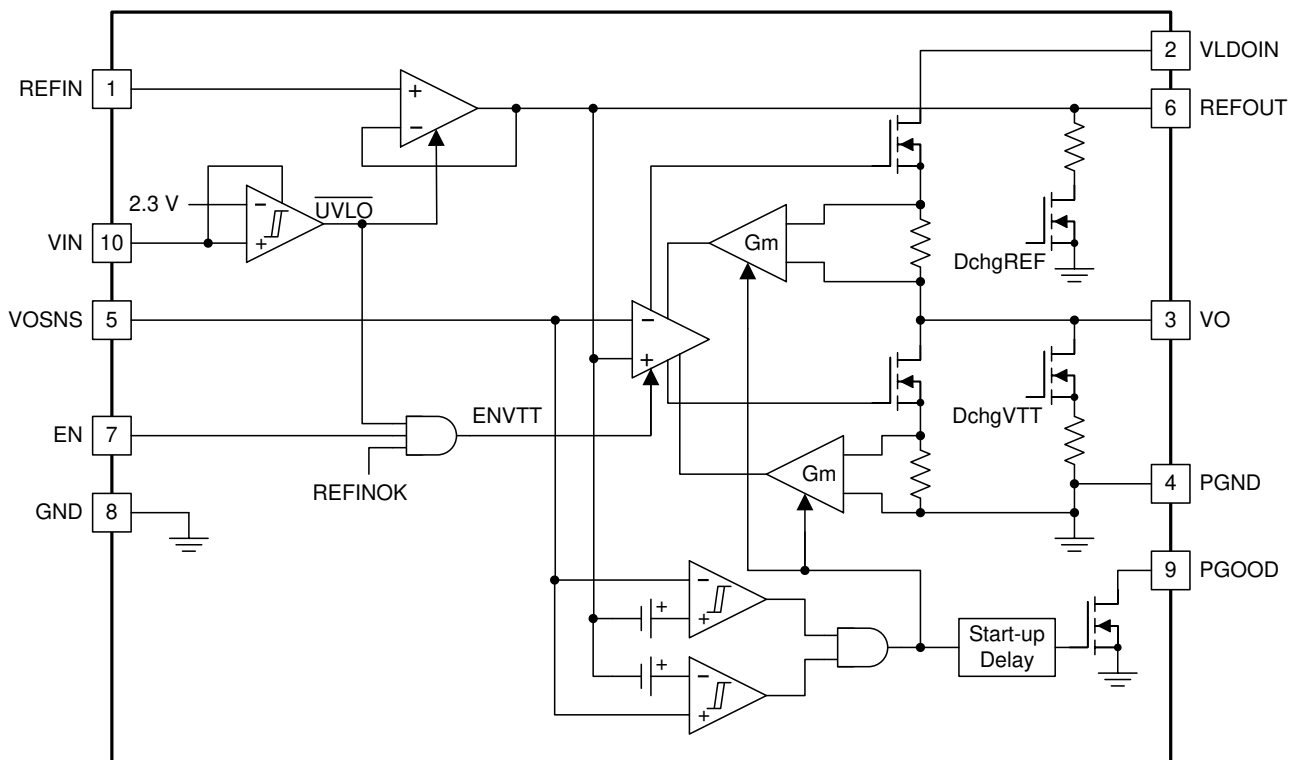 2 VLDOIN
REFIN 1
+
−
6 REFOUT
2.3 V
−
+
UVLO
VIN 10
Gm
DchgREF
VOSNS 5
−
+
3 VO
EN 7
ENVTT
REFINOK
DchgVTT
Gm
4 PGND
GND 8
9 PGOOD
−
+
+
Start-up
Delay
+
−
+